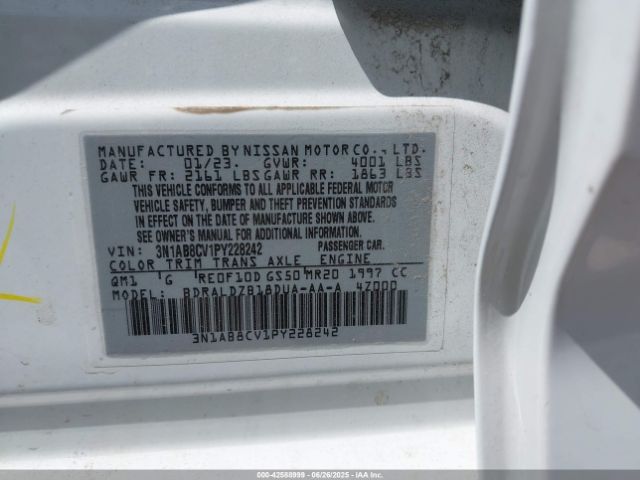 MANUFACTURED BY NISSAN MOTOR CO., LTD.
DATE: 01/23. GVWR: 4001 LBS
GAWR FR: 2161 LBS GAWR RR: 1863 LBS
THIS VEHICLE CONFORMS TO ALL APPLICABLE FEDERAL MOTOR
VEHICLE SAFETY, BUMPER AND THEFT PREVENTION STANDARDS
IN EFFECT ON THE DATE OF MANUFACTURE SHOWN ABOVE.
SEE OWNER'S MANUAL FOR ADDITIONAL INFORMATION.
VIN: 3N1AB8CV1PY228242 PASSENGER CAR.
COLOR TRIM TRANS AXLE ENGINE
QM1 G RE0F10D GS50 MR20 1997 CC
MODEL: BDRALDZB18DUA-AA-A 47000
3N1AB8CV1PY228242
000-42588999 - 06/26/2025 - IAAI.COM